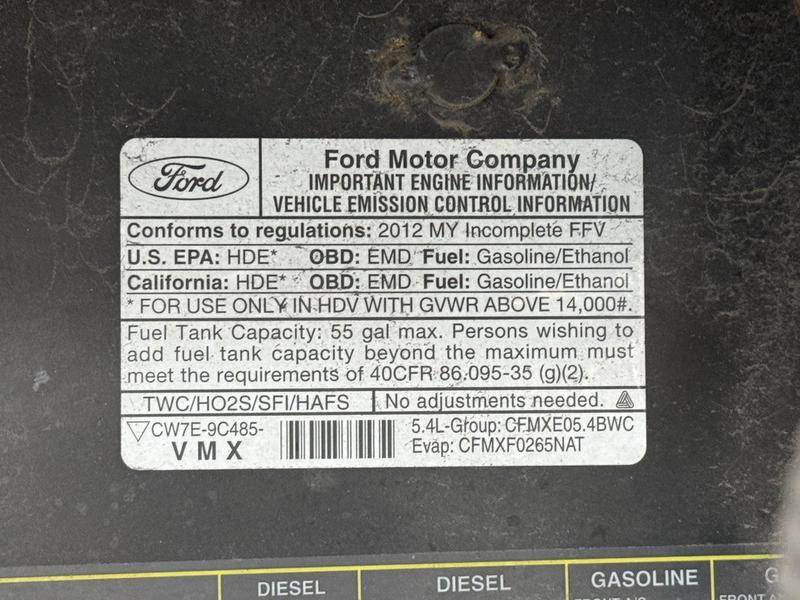 Ford
Ford Motor Company
IMPORTANT ENGINE INFORMATION/
VEHICLE EMISSION CONTROL INFORMATION
Conforms to regulations: 2012 MY Incomplete FFV
U.S. EPA: HDE* OBD: EMD Fuel: Gasoline/Ethanol
California: HDE* OBD: EMD Fuel: Gasoline/Ethanol
* FOR USE ONLY IN HDV WITH GVWR ABOVE 14,000#.
Fuel Tank Capacity: 55 gal max. Persons wishing to
add fuel tank capacity beyond the maximum must
meet the requirements of 40CFR 86.095-35 (g)(2).
TWC/HO2S/SFI/HAFS
No adjustments needed.
CW7E-9C485-
VMX
5.4L-Group: CFMXE05.4BWC
Evap: CFMXF0265NAT
DIESEL
DIESEL
GASOLINE